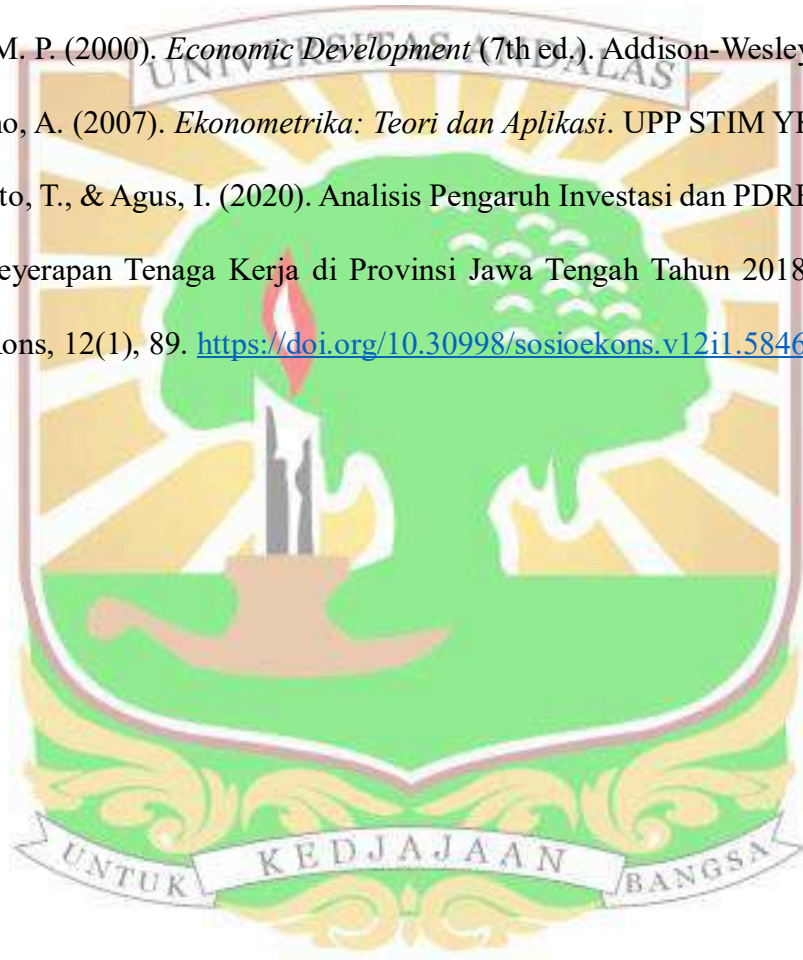 M. P. (2000). Economic Development (7th ed.). Addison-Wesley
UNIVERSITAS ANDALAS
no, A. (2007). Ekonometrika: Teori dan Aplikasi. UPP STIM
to, T., & Agus, I. (2020). Analisis Pengaruh Investasi dan
eyerapan Tenaga Kerja di Provinsi Jawa Tengah Tahun 2018
ons, 12(1), 89. https://doi.org/10.30998/sosioekons.v12i1.5846
UNTUK KEDJAJAAN BANGSA